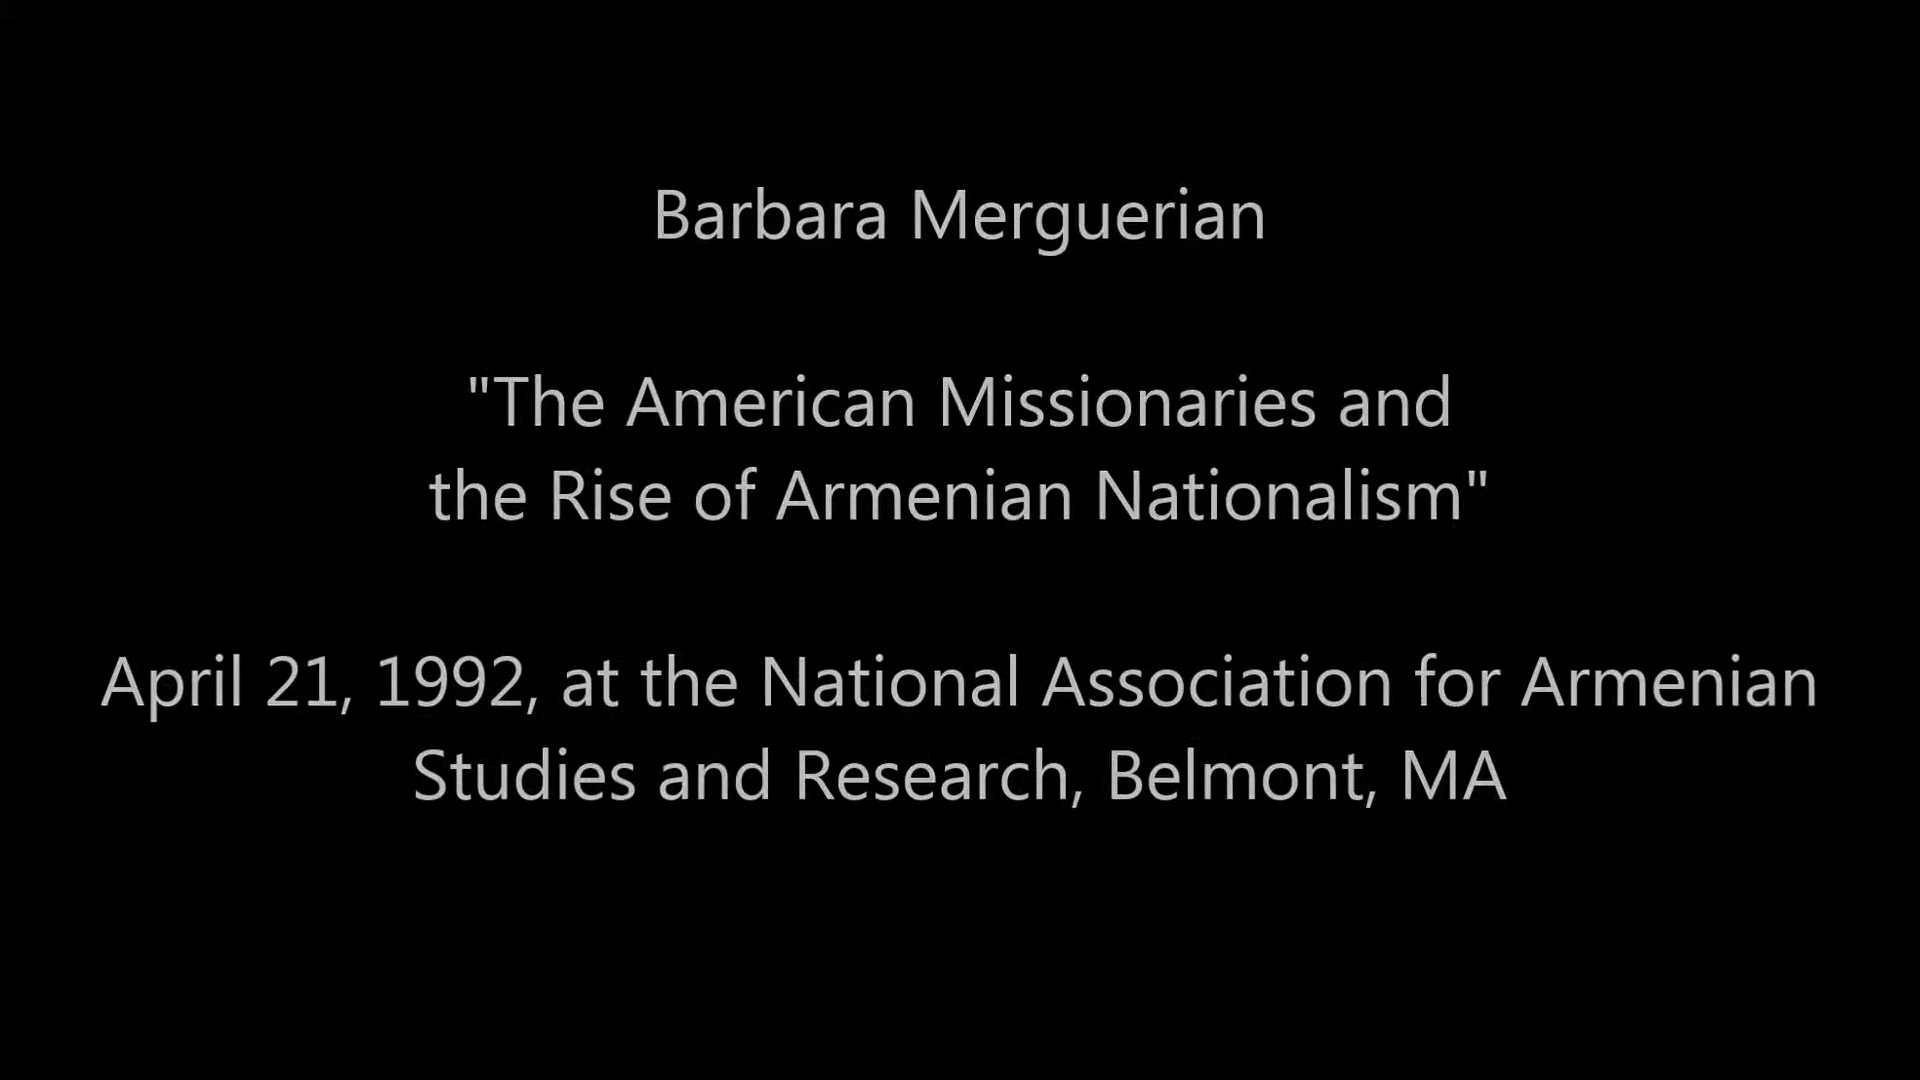 Barbara Merguerian
"The American Missionaries and
the Rise of Armenian Nationalism"
April 21, 1992, at the National Association for Armenian
Studies and Research, Belmont, MA